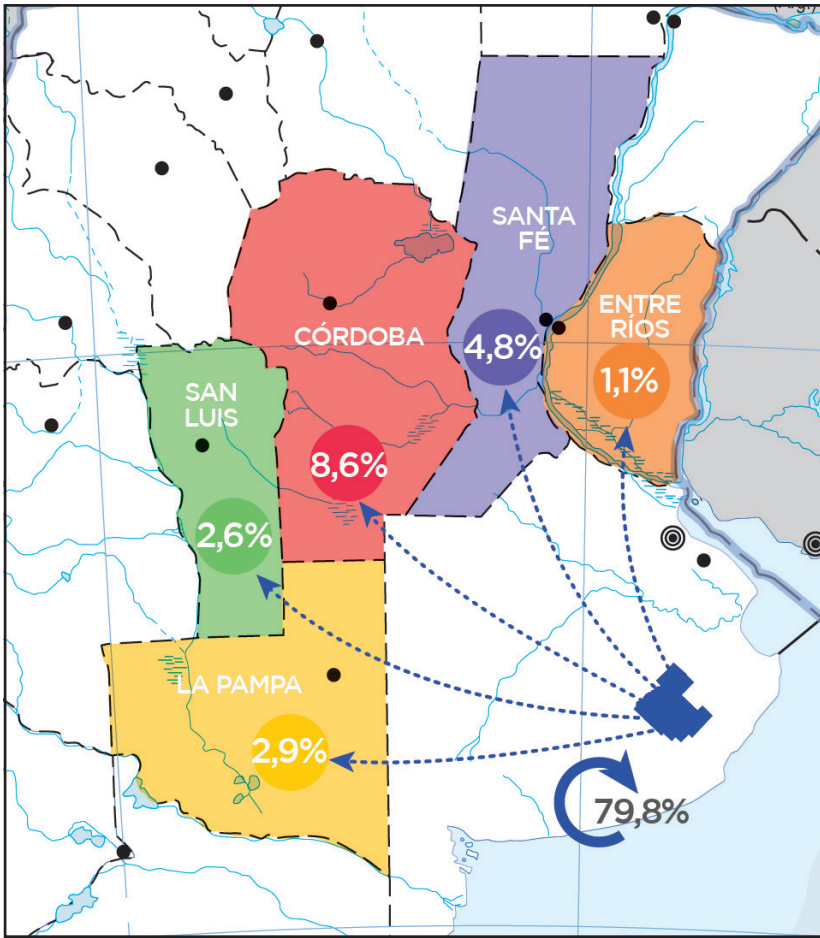 (Arg.)
SANTA
FÉ
ENTRE
RÍOS
CÓRDOBA
4,8%
1,1%
SAN
LUIS
8,6%
2,6%
LA PAMPA
2,9%
79,8%